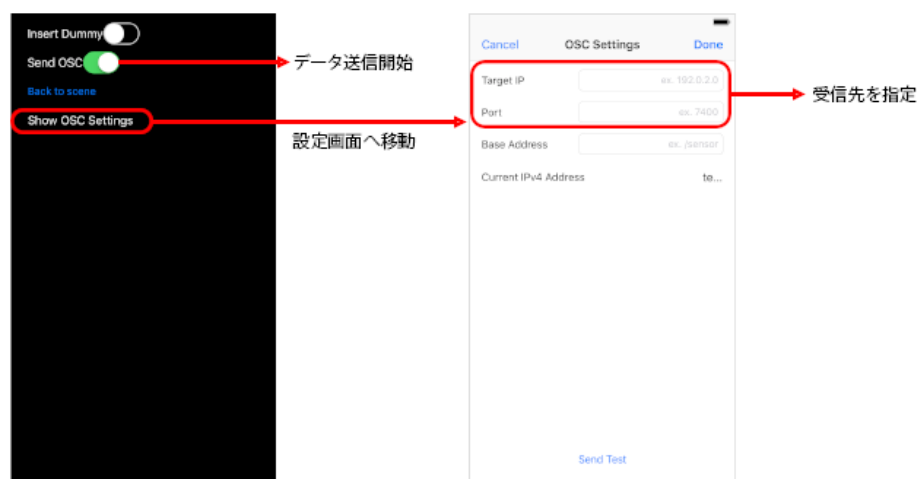 Insert Dummy
Send OSC
データ送信開始
Back to scene
Show OSC Settings
設定画面へ移動
Cancel
OSC Settings
Done
Target IP
ex. 192.0.2.0
受信先を指定
Port
ex. 7400
Base Address
ex. /sensor
Current IPv4 Address
te...
Send Test